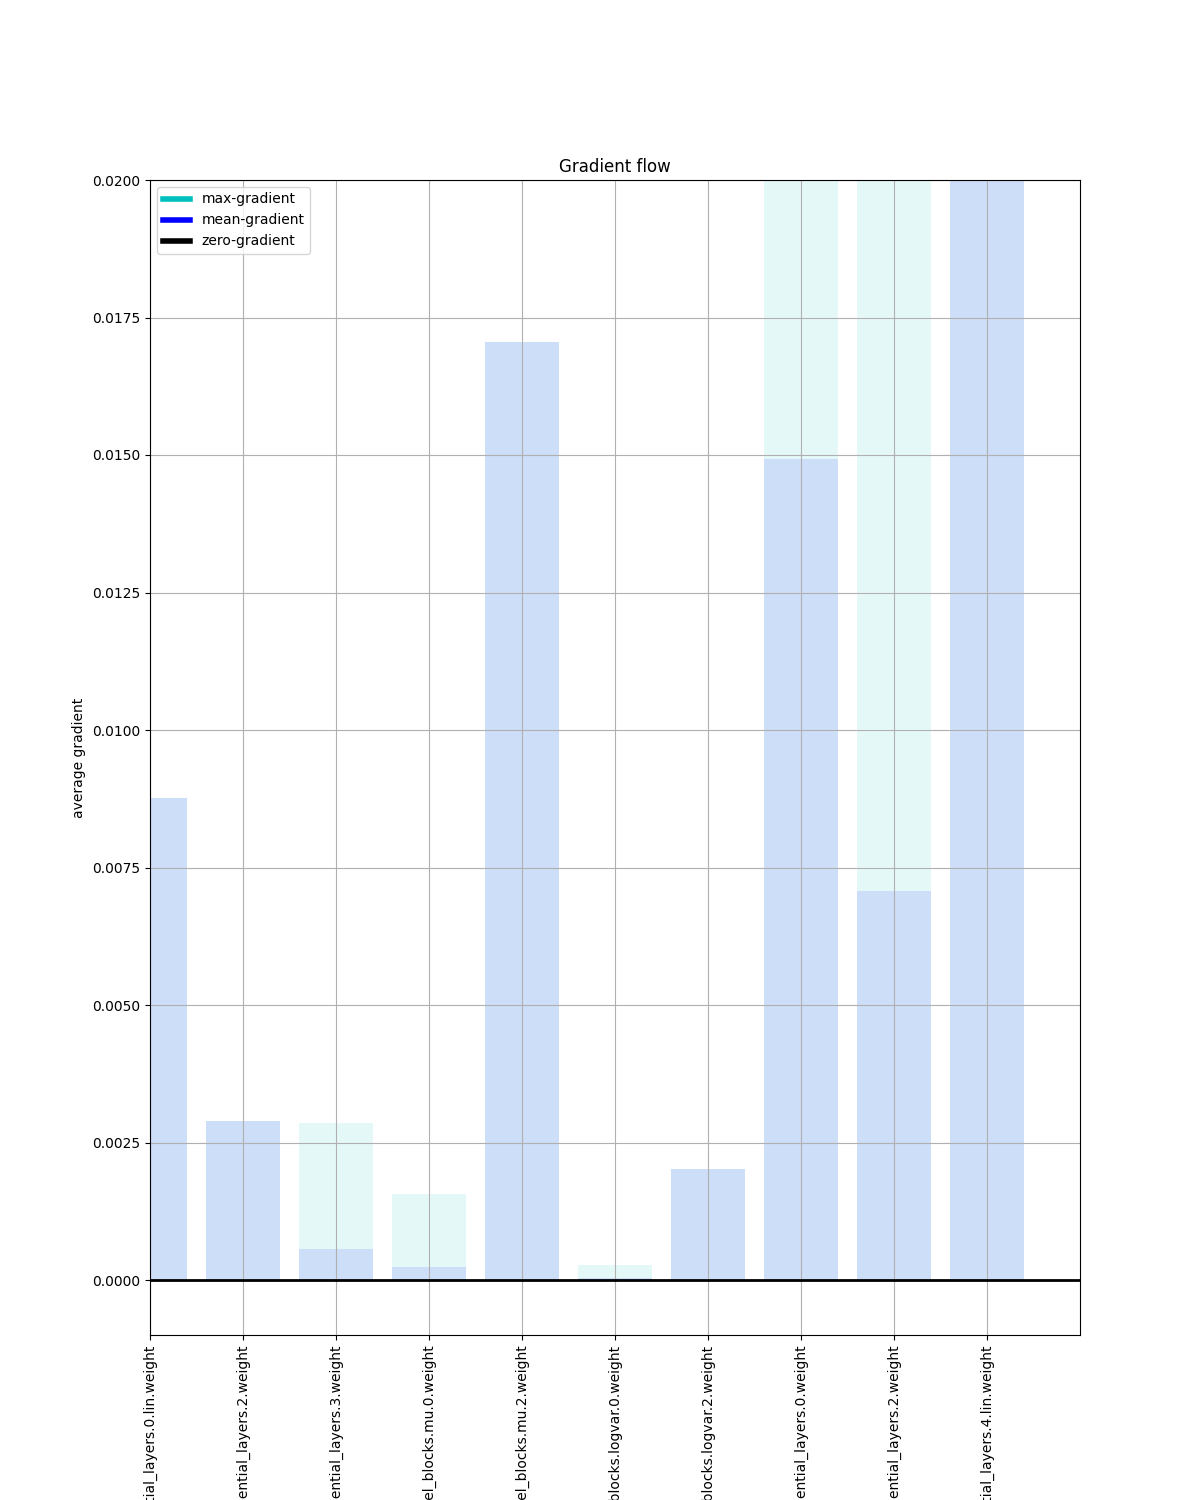 Gradient flow
max-gradient
mean-gradient
zero-gradient
0.0200
0.0175
0.0150
0.0125
0.0100
0.0075
0.0050
0.0025
0.0000
average gradient
tial_layers.0.lin.weight
ential_layers.2.weight
ential_layers.3.weight
el_blocks.mu.0.weight
el_blocks.mu.2.weight
blocks.logvar.0.weight
blocks.logvar.2.weight
ential_layers.0.weight
ential_layers.2.weight
tial_layers.4.lin.weight